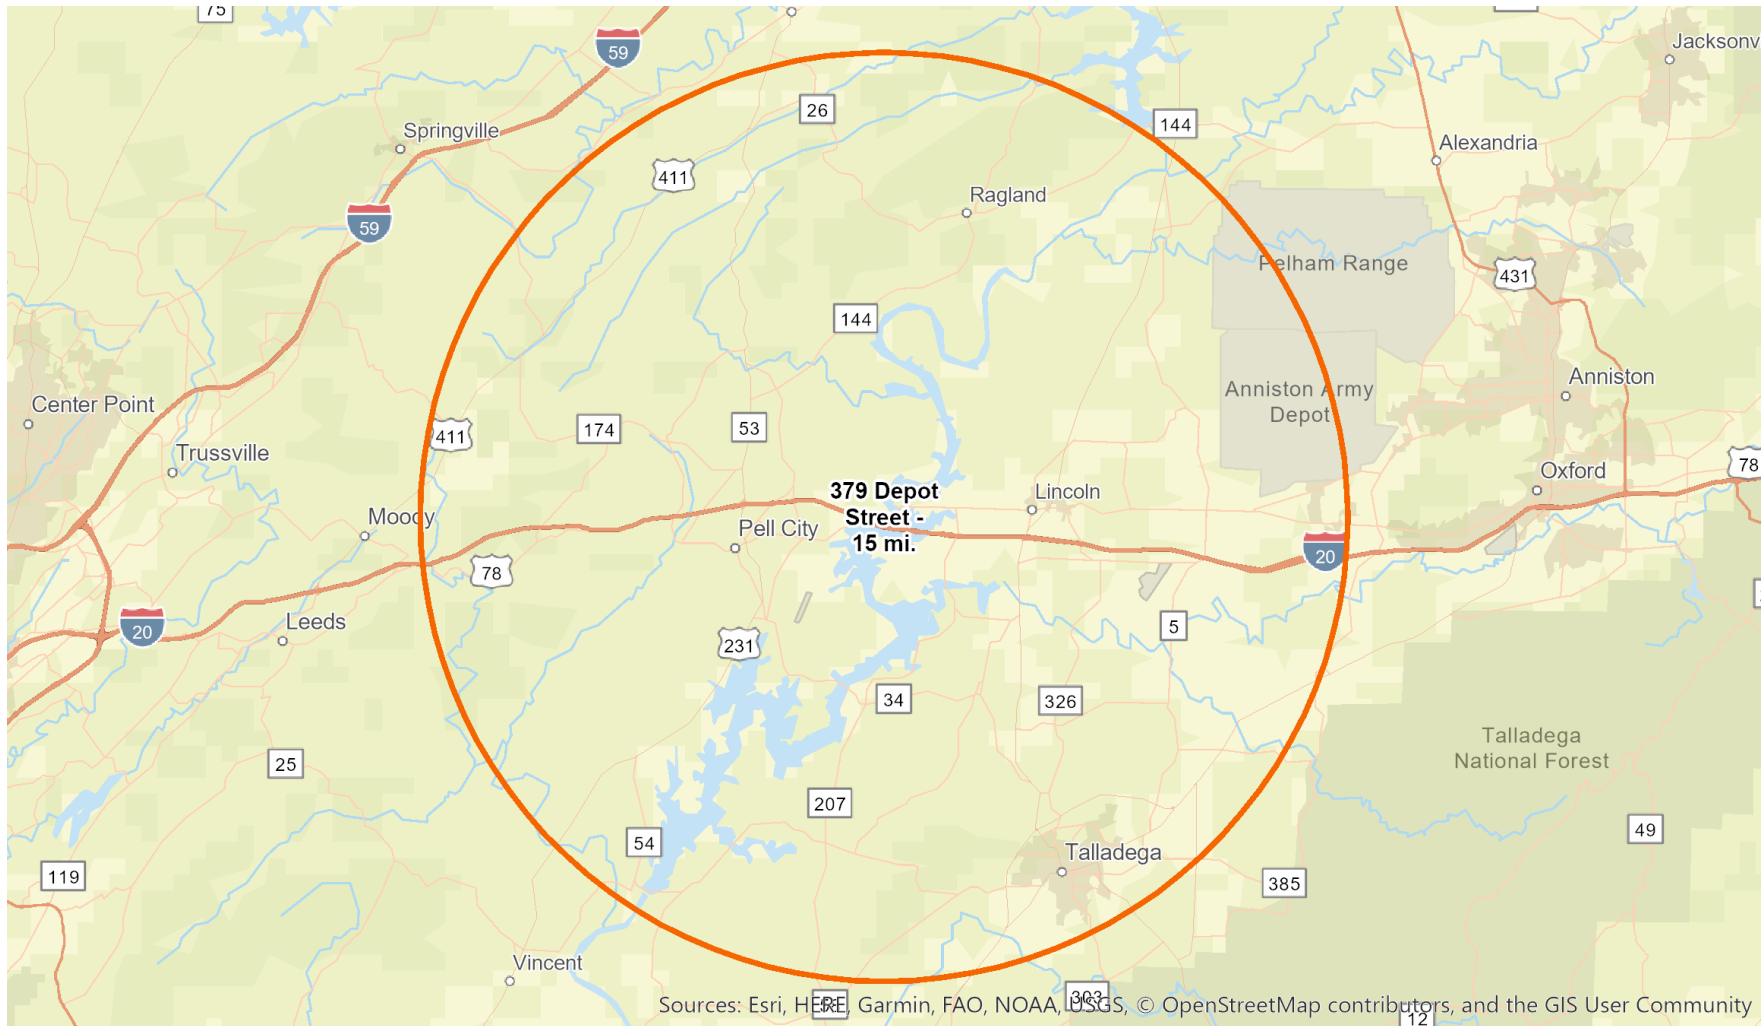 75
59
Jacksonv
26
144
Springville
Alexandria
411
Ragland
59
Pelham Range
431
144
Anniston Army
Depot
Anniston
Center Point
411
174
53
Trussville
78
Oxford
379 Depot
Street -
15 mi.
Lincoln
Moody
Pell City
20
78
Leeds
20
5
231
34
326
Talladega
National Forest
25
207
54
49
Talladega
119
385
Vincent
303
12
Sources: Esri, HERE, Garmin, FAO, NOAA, USGS, © OpenStreetMap contributors, and the GIS User Community